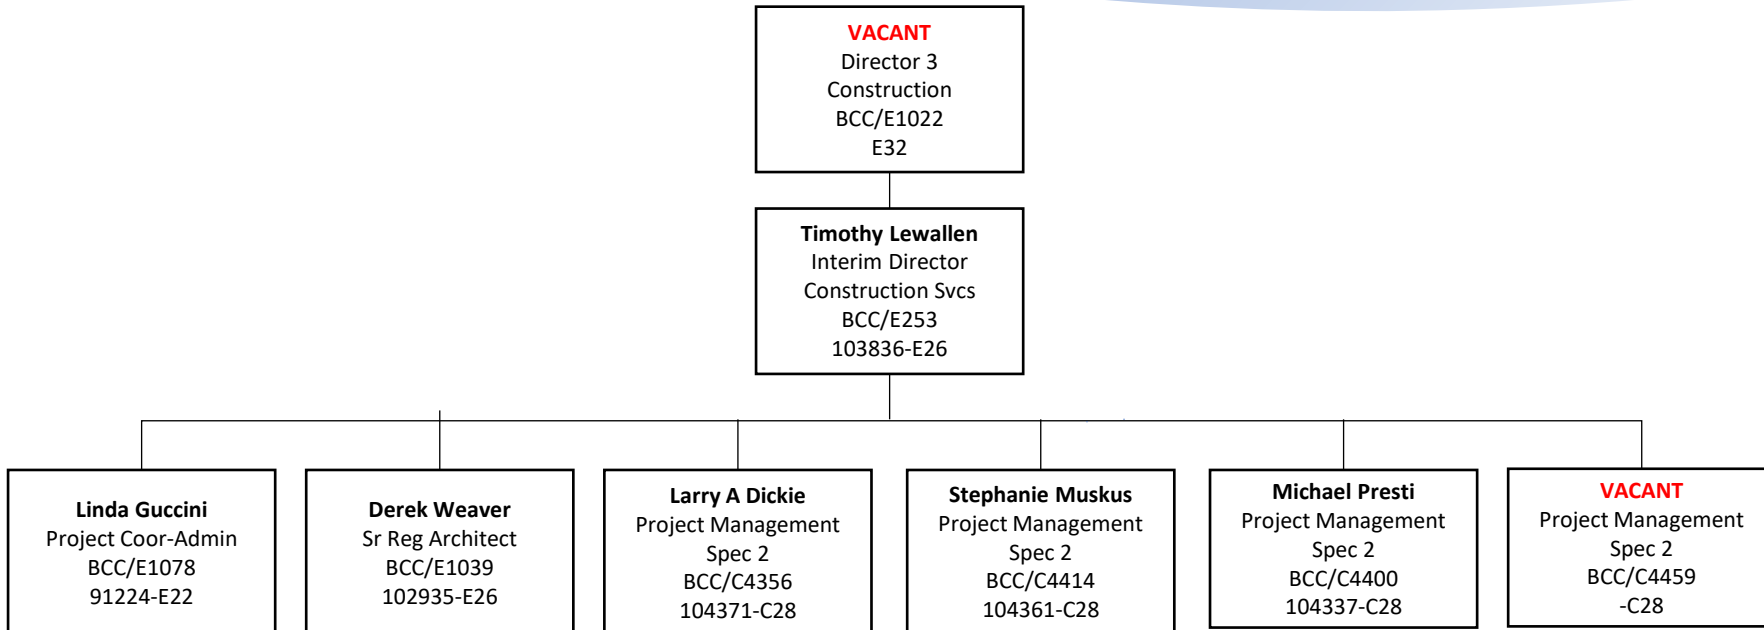 VACANT
Director 3
Construction
BCC/E1022
E32
Timothy Lewallen
Interim Director
Construction Svcs
BCC/E253
103836-E26
Linda Guccini
Project Coor-Admin
BCC/E1078
91224-E22
Derek Weaver
Sr Reg Architect
BCC/E1039
102935-E26
Larry A Dickie
Project Management
Spec 2
BCC/C4356
104371-C28
Stephanie Muskus
Project Management
Spec 2
BCC/C4414
104361-C28
Michael Presti
Project Management
Spec 2
BCC/C4400
104337-C28
VACANT
Project Management
Spec 2
BCC/C4459
-C28